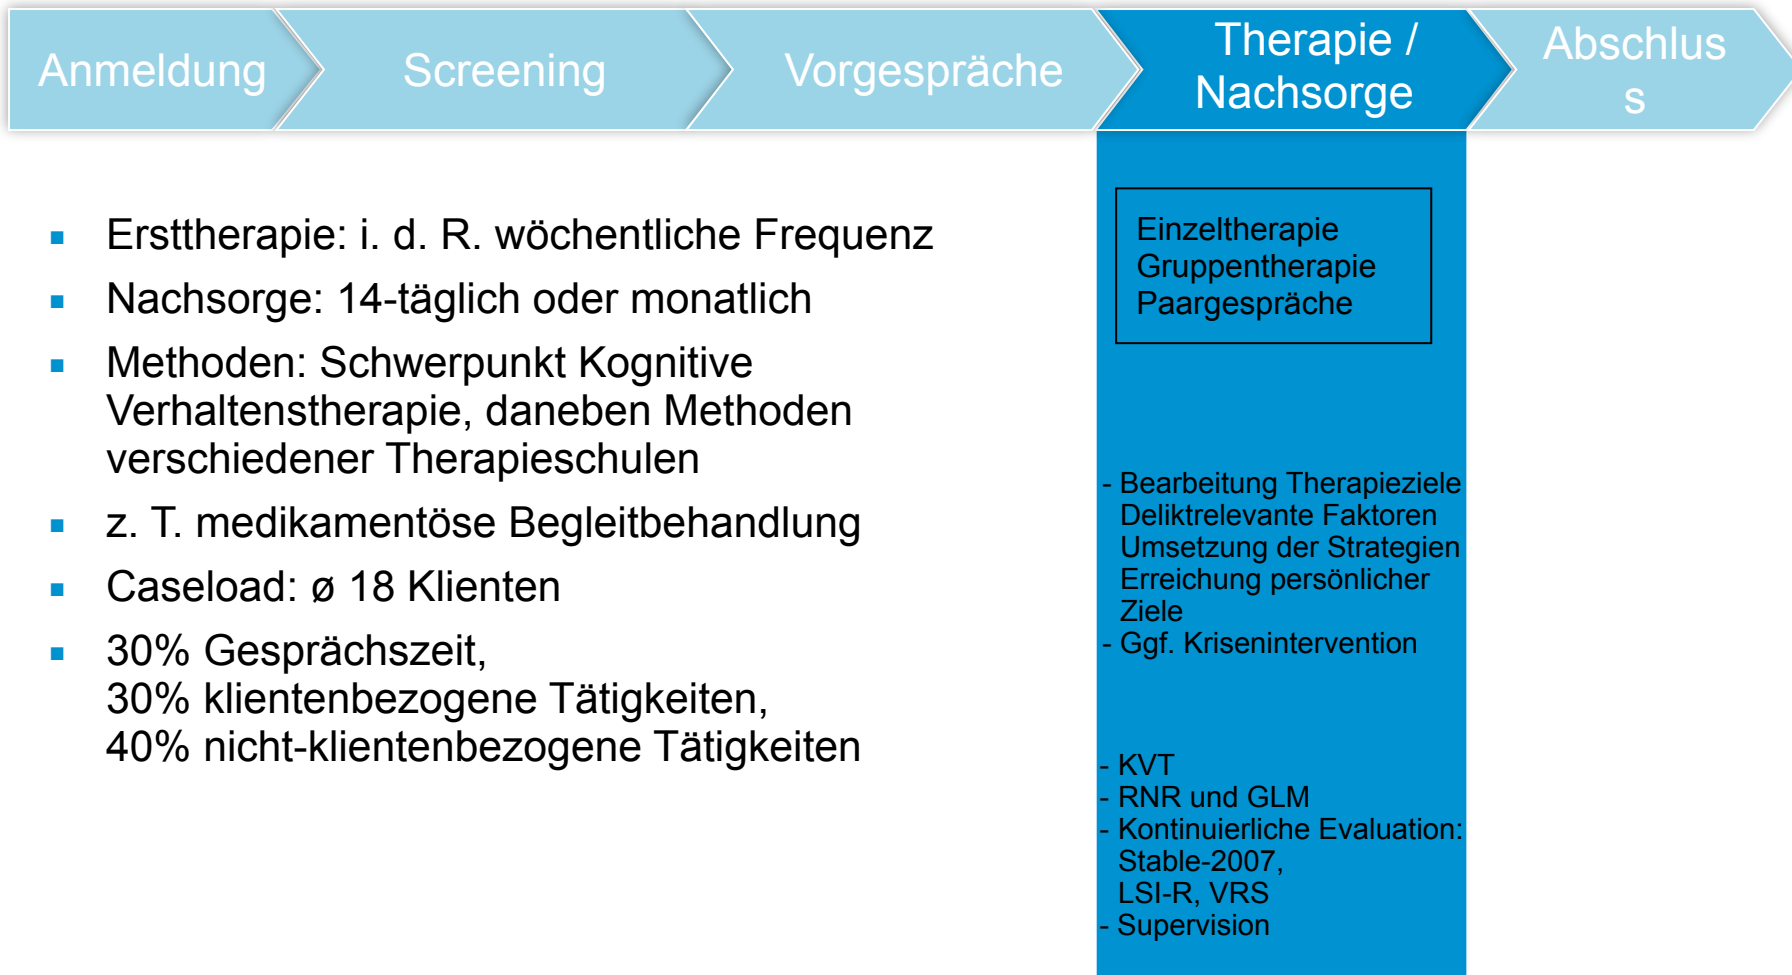 Anmeldung
Screening
Vorgespräche
Therapie /
Nachsorge
Abschlus
s
▪ Ersttherapie: i. d. R. wöchentliche Frequenz
▪ Nachsorge: 14-täglich oder monatlich
▪ Methoden: Schwerpunkt Kognitive
Verhaltenstherapie, daneben Methoden
verschiedener Therapieschulen
▪ z. T. medikamentöse Begleitbehandlung
▪ Caseload: ø 18 Klienten
▪ 30% Gesprächszeit,
30% klientenbezogene Tätigkeiten,
40% nicht-klientenbezogene Tätigkeiten
Einzeltherapie
Gruppentherapie
Paargespräche
- Bearbeitung Therapieziele
Deliktrelevante Faktoren
Umsetzung der Strategien
Erreichung persönlicher
Ziele
- Ggf. Krisenintervention
- KVT
- RNR und GLM
- Kontinuierliche Evaluation:
Stable-2007,
LSI-R, VRS
- Supervision